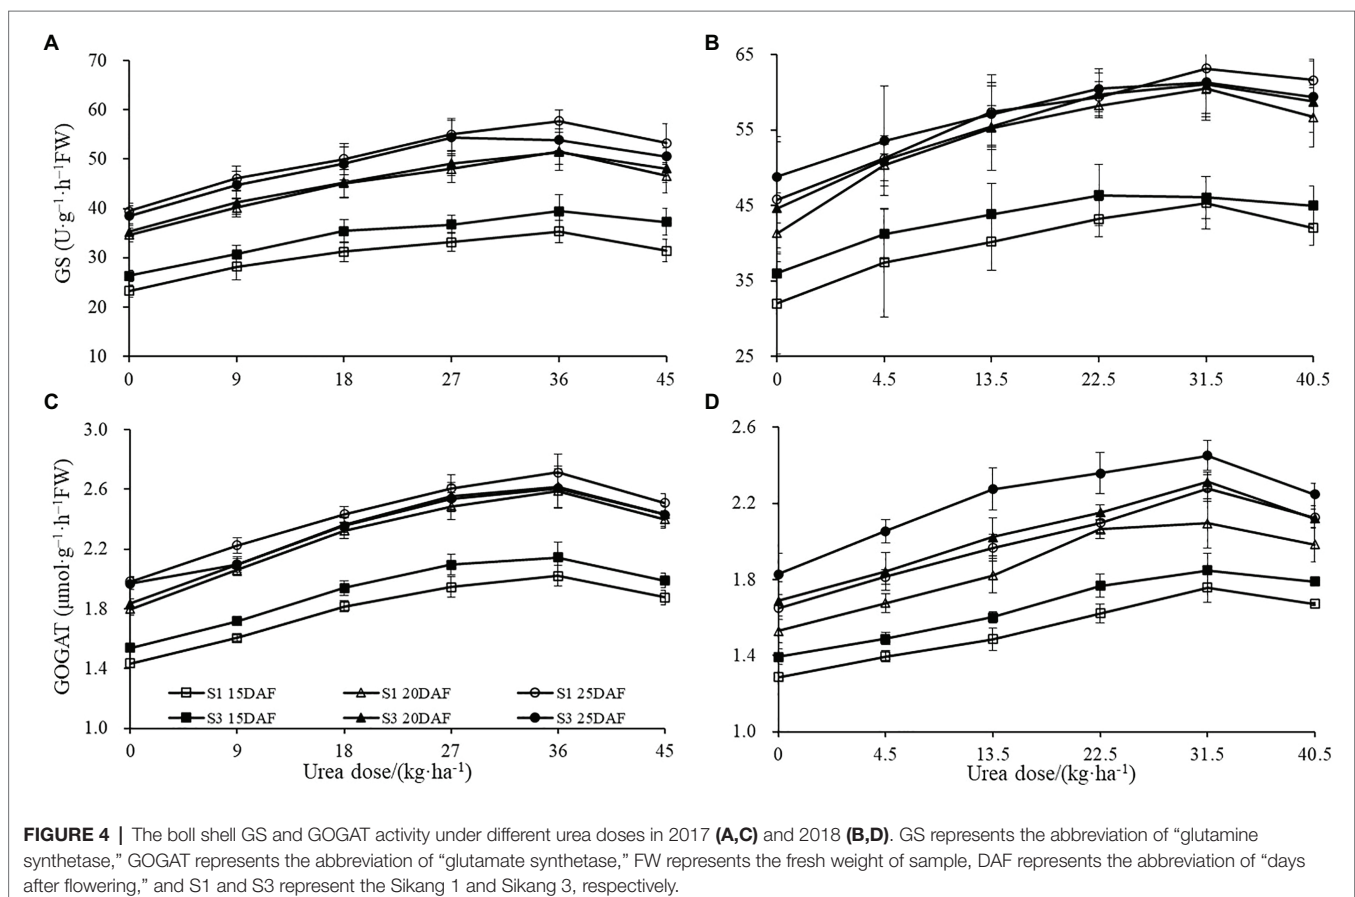 A
B
GS (U·g⁻¹·h⁻¹FW)
70
60
50
40
30
20
10
0
9
18
27
36
45
65
55
45
35
25
0
4.5
13.5
22.5
31.5
40.5
C
D
GOGAT (μmol·g⁻¹·h⁻¹FW)
3.0
2.6
2.2
1.8
1.4
1.0
S1 15DAF
S1 20DAF
S1 25DAF
S3 15DAF
S3 20DAF
S3 25DAF
0
9
18
27
36
45
Urea dose/(kg·ha⁻¹)
2.6
2.2
1.8
1.4
1.0
0
4.5
13.5
22.5
31.5
40.5
Urea dose/(kg·ha⁻¹)
FIGURE 4 | The boll shell GS and GOGAT activity under different urea doses in 2017 (A,C) and 2018 (B,D). GS represents the abbreviation of “glutamine
synthetase,” GOGAT represents the abbreviation of “glutamate synthetase,” FW represents the fresh weight of sample, DAF represents the abbreviation of “days
after flowering,” and S1 and S3 represent the Sikang 1 and Sikang 3, respectively.